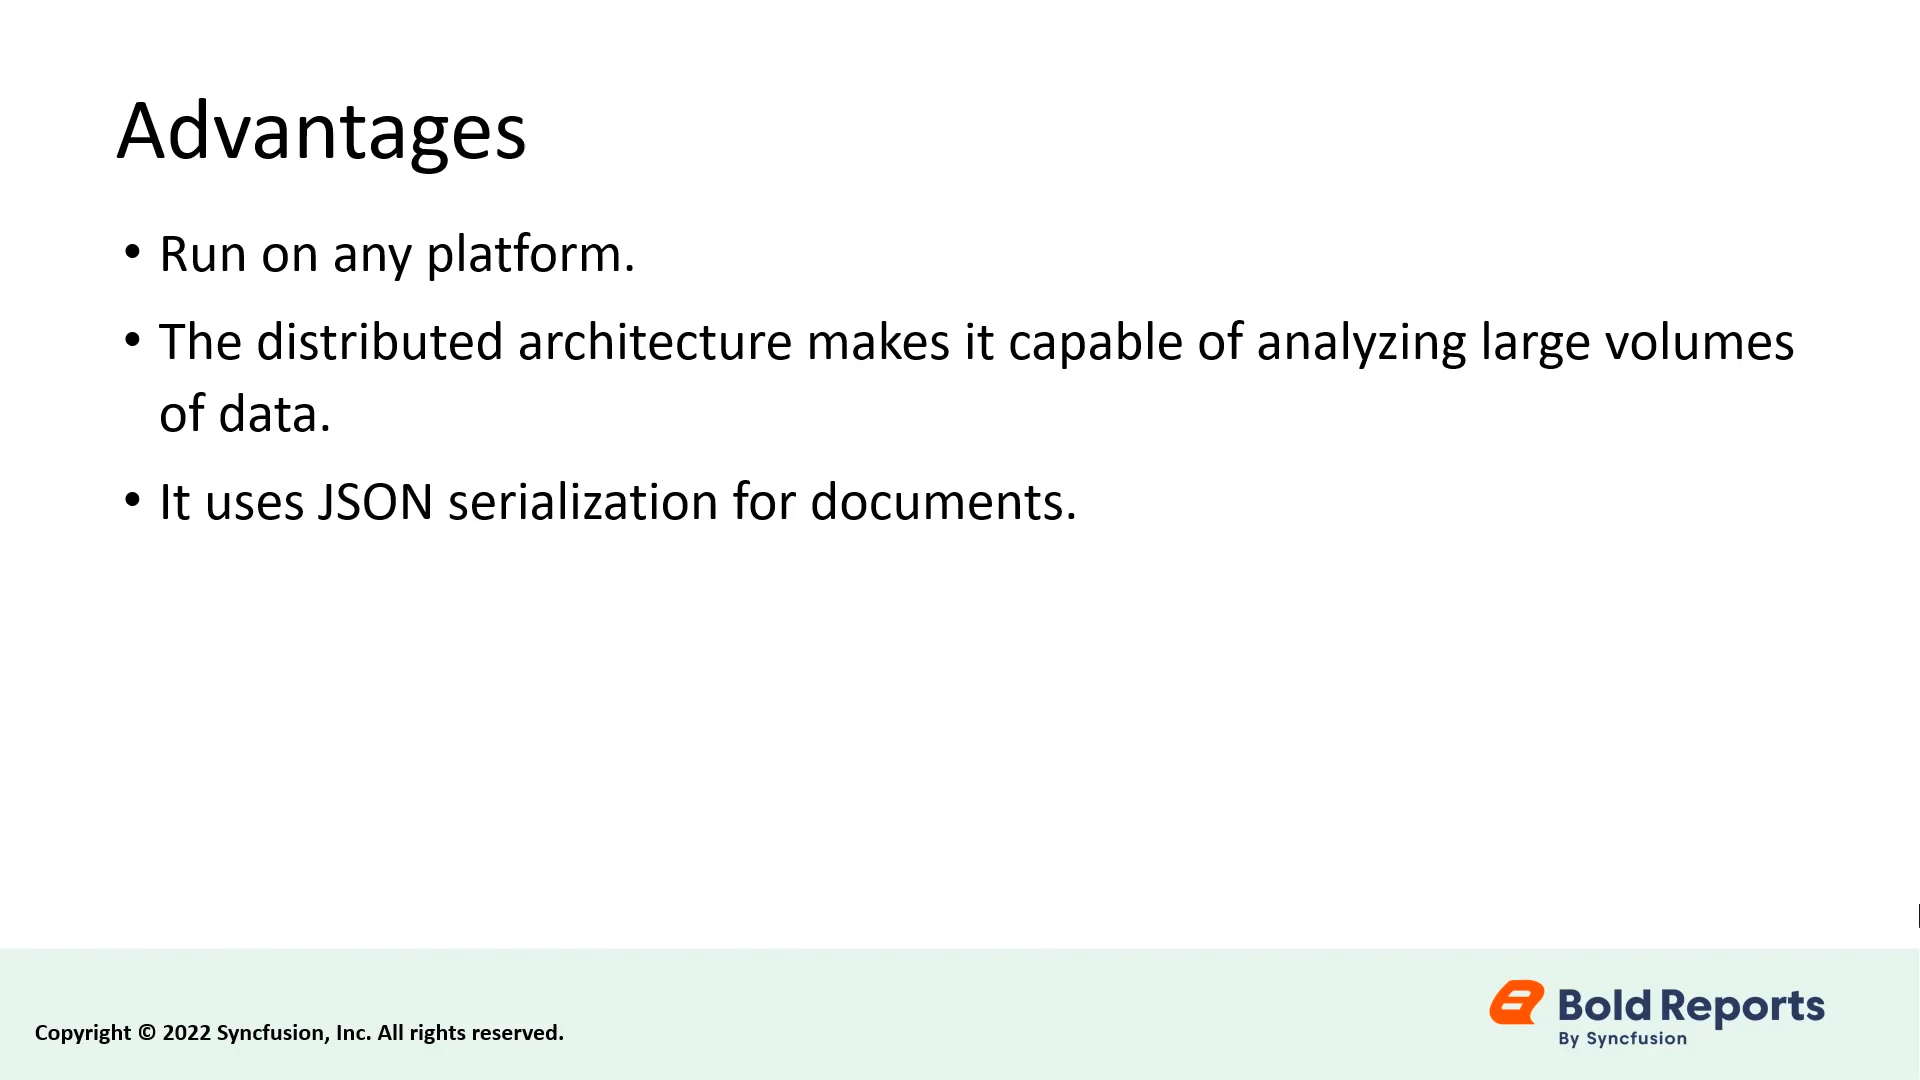 Advantages
• Run on any platform.
• The distributed architecture makes it capable of analyzing large volumes
of data.
• It uses JSON serialization for documents.
Copyright © 2022 Syncfusion, Inc. All rights reserved.
Bold Reports
By Syncfusion